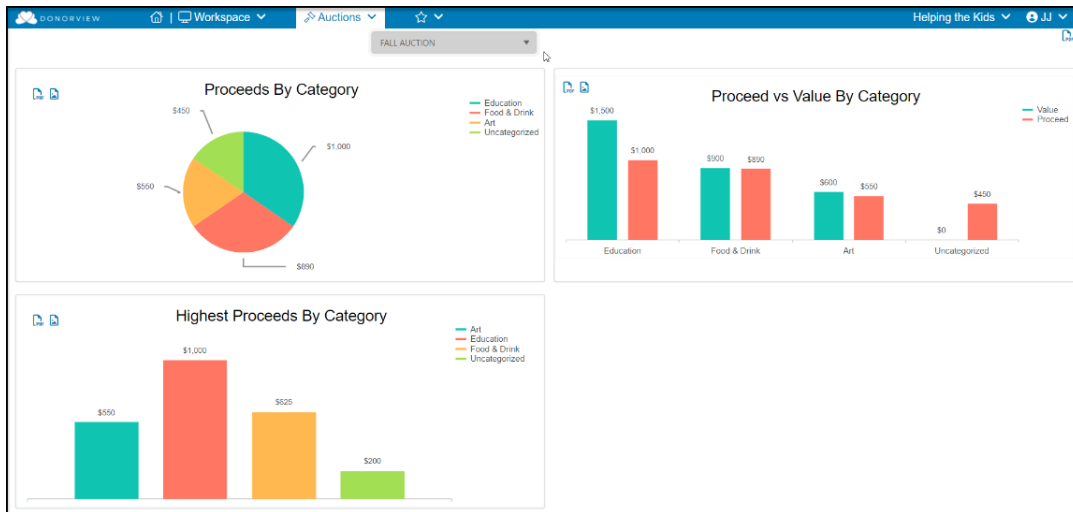 DONORVIEW Workspace Auctions Helping the Kids JJ
FALL AUCTION
Proceeds By Category
Education
Food & Drink
Art
Uncategorized
$450
$1,000
$550
$890
Proceed vs Value By Category
Value
Proceed
$1,500
$1,000
$900
$890
$600
$550
$0
$450
Education
Food & Drink
Art
Uncategorized
Highest Proceeds By Category
Art
Education
Food & Drink
Uncategorized
$550
$1,000
$525
$200